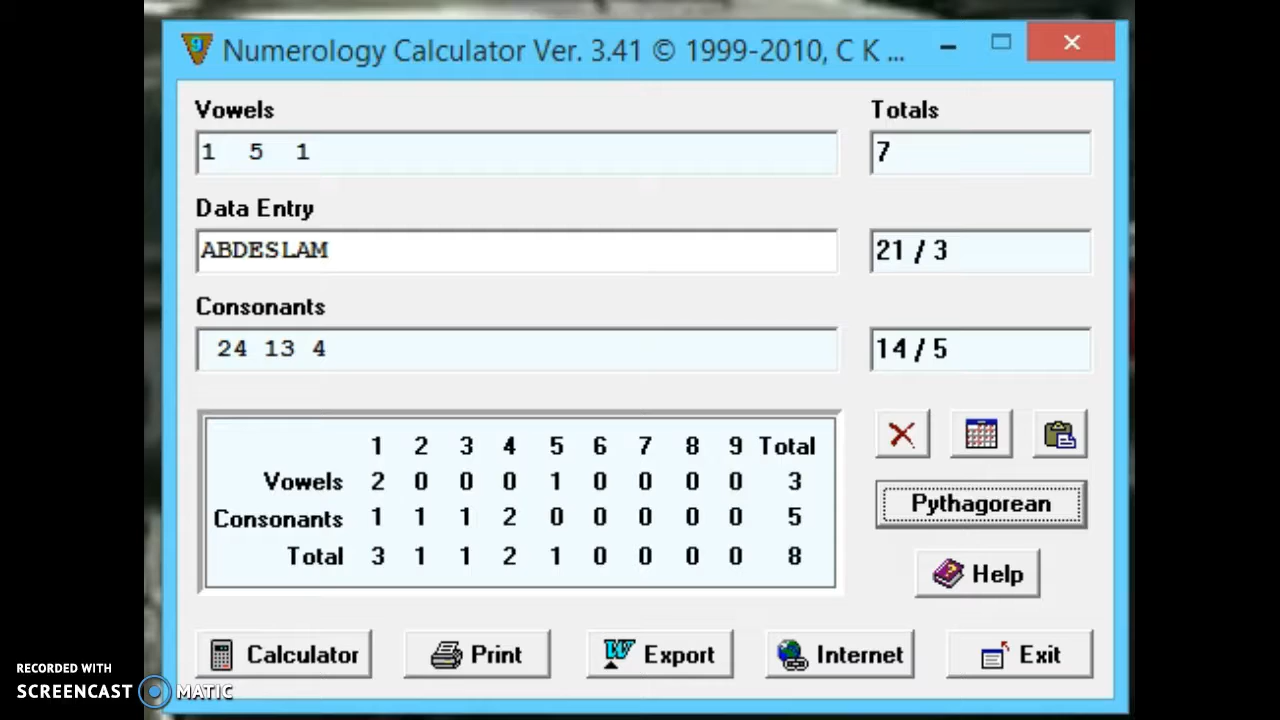 Numerology Calculator Ver. 3.41 © 1999-2010, C K ...
Vowels
Totals
1 5 1
7
Data Entry
ABDESLAM
21 / 3
Consonants
24 13 4
14 / 5
1 2 3 4 5 6 7 8 9 Total
Vowels 2 0 0 0 1 0 0 0 0 3
Consonants 1 1 1 2 0 0 0 0 0 5
Total 3 1 1 2 1 0 0 0 0 8
Pythagorean
Help
Calculator
Print
Export
Internet
Exit
RECORDED WITH
SCREENCAST MATIC